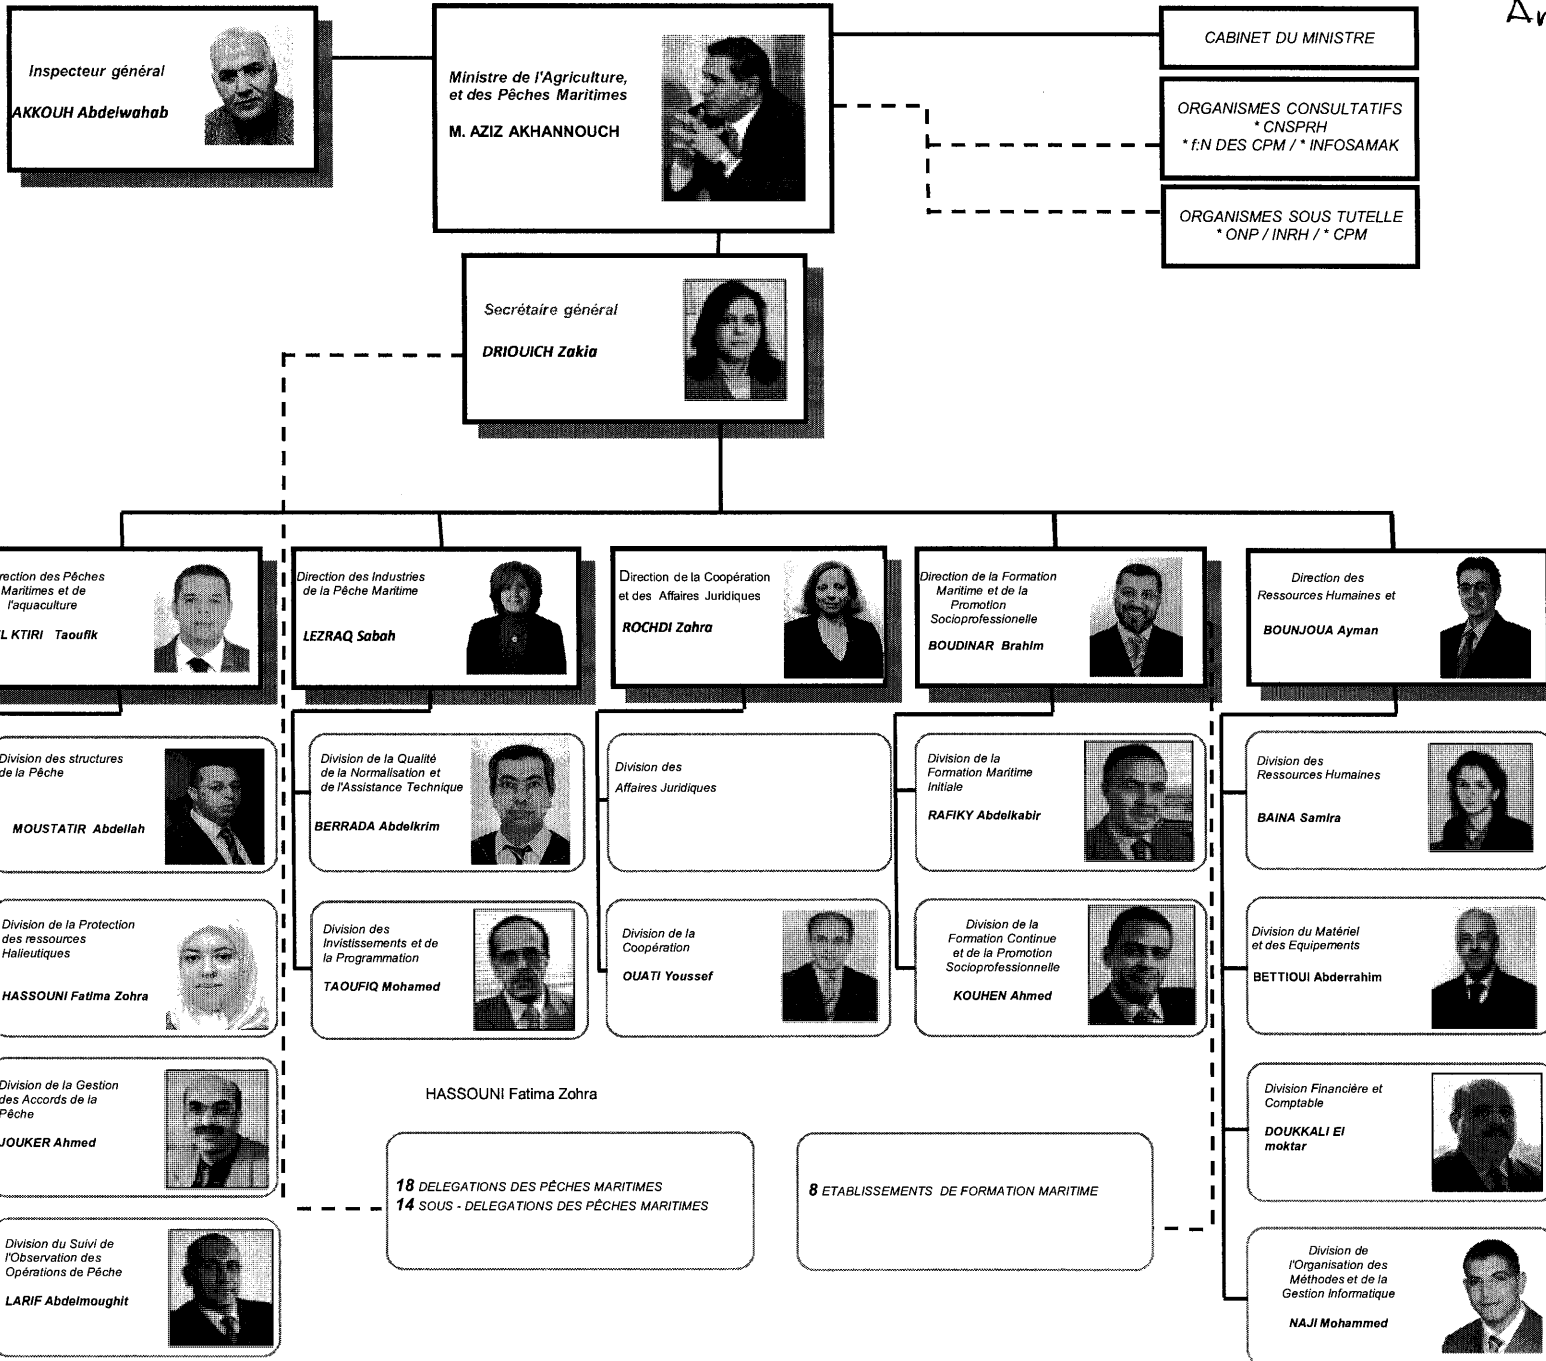 Inspecteur général
AKKOUH Abdelwahab
Ministre de l'Agriculture,
et des Pêches Maritimes
M. AZIZ AKHANNOUCH
CABINET DU MINISTRE
ORGANISMES CONSULTATIFS
* CNSPRH
* f:N DES CPM / * INFOSAMAK
ORGANISMES SOUS TUTELLE
* ONP / INRH / * CPM
Secrétaire général
DRIOUICH Zakia
rection des Pêches
Maritimes et de
l'aquaculture
L KTIRI Taoufik
Direction des Industries
de la Pêche Maritime
LEZRAQ Sabah
Direction de la Coopération
et des Affaires Juridiques
ROCHDI Zahra
Direction de la Formation
Maritime et de la
Promotion
Socioprofessionelle
BOUDINAR Brahim
Direction des
Ressources Humaines et
BOUNJOUA Ayman
Division des structures
de la Pêche
MOUSTATIR Abdellah
Division de la Qualité
de la Normalisation et
de l'Assistance Technique
BERRADA Abdelkrim
Division des
Affaires Juridiques
Division de la
Formation Maritime
Initiale
RAFIKY Abdelkabir
Division des
Ressources Humaines
BAINA Samira
Division de la Protection
des ressources
Halieutiques
HASSOUNI Fatima Zohra
Division des
Invistissements et de
la Programmation
TAOUFIQ Mohamed
Division de la
Coopération
OUATI Youssef
Division de la
Formation Continue
et de la Promotion
Socioprofessionnelle
KOUHEN Ahmed
Division du Matériel
et des Equipements
BETTIOUI Abderrahim
Division de la Gestion
des Accords de la
Pêche
JOUKER Ahmed
HASSOUNI Fatima Zohra
Division Financière et
Comptable
DOUKKALI El
moktar
18 DELEGATIONS DES PÊCHES MARITIMES
14 SOUS - DELEGATIONS DES PÊCHES MARITIMES
8 ETABLISSEMENTS DE FORMATION MARITIME
Division du Suivi de
l'Observation des
Opérations de Pêche
LARIF Abdelmoughit
Division de
l'Organisation des
Méthodes et de la
Gestion Informatique
NAJI Mohammed